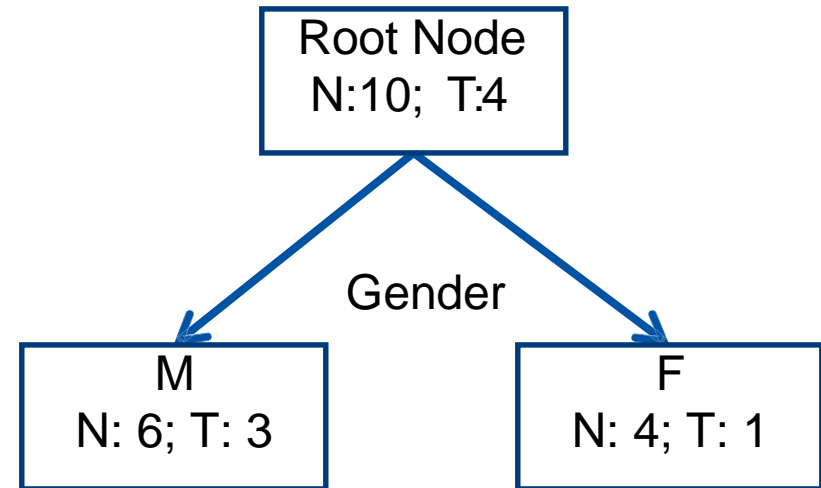 Root Node
N:10; T:4
Gender
M
N: 6; T: 3
F
N: 4; T: 1